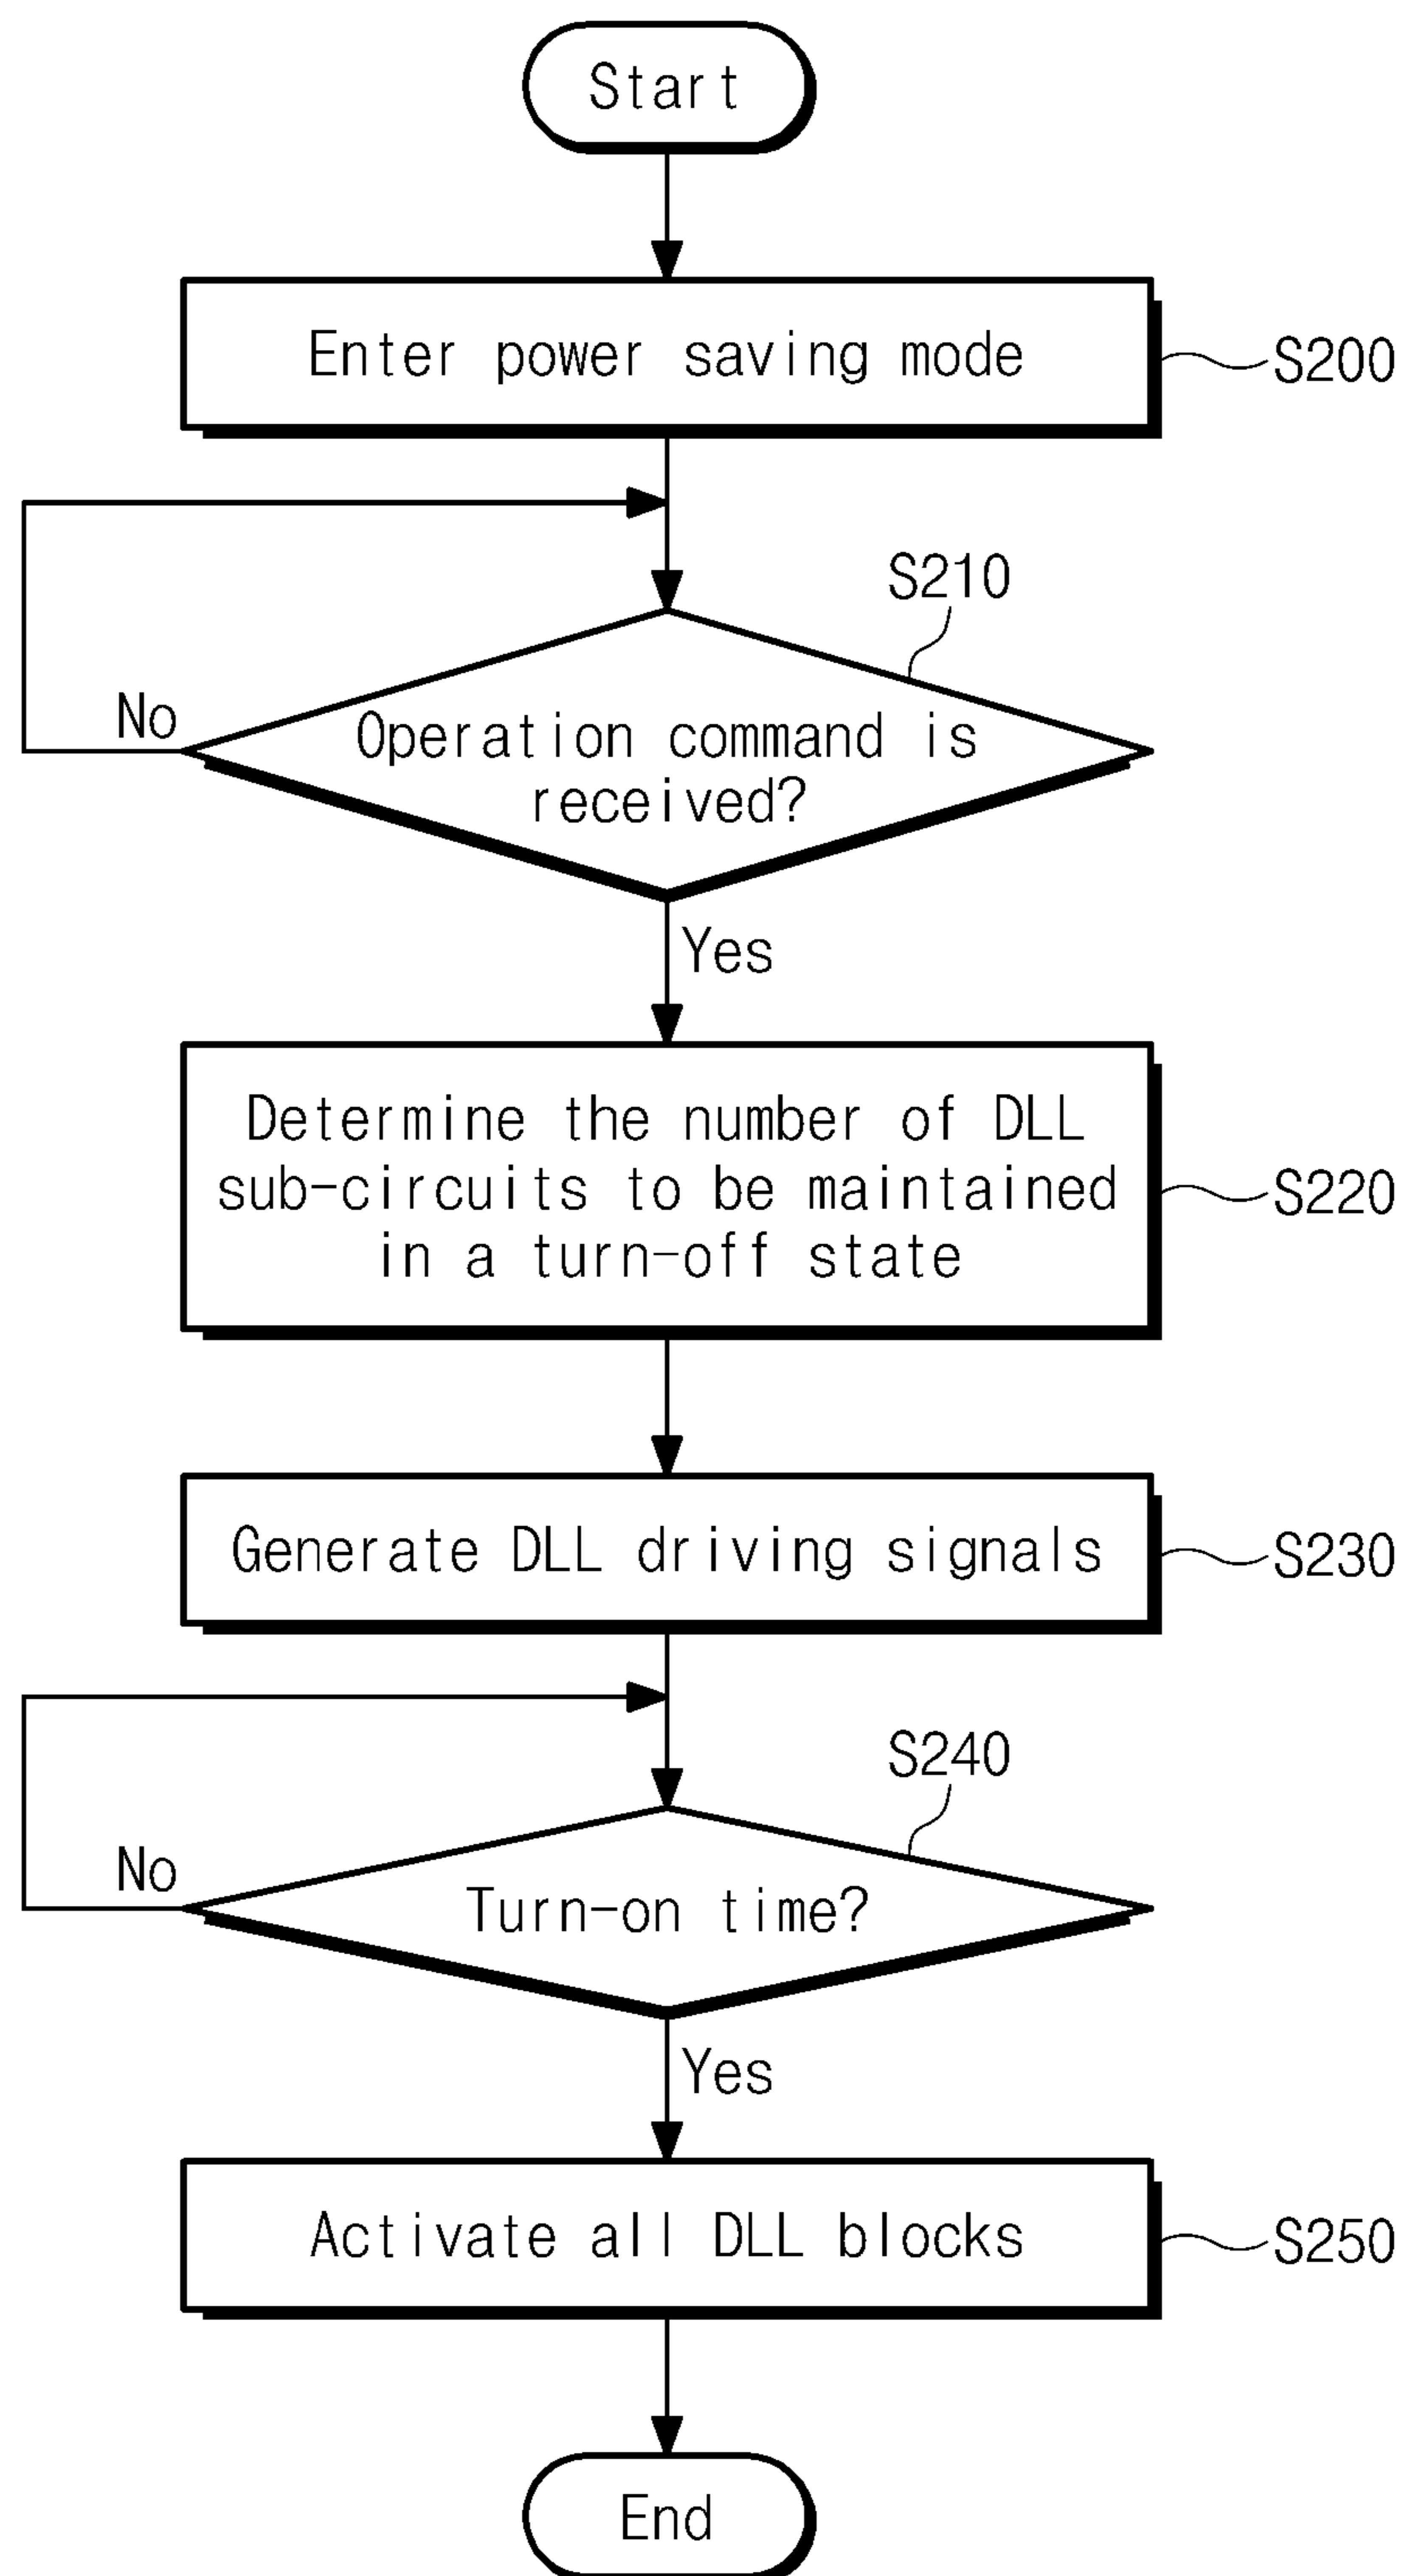 Start
Enter power saving mode
S200
S210
No
Operation command is
received?
Yes
Determine the number of DLL
sub-circuits to be maintained
in a turn-off state
S220
Generate DLL driving signals
S230
S240
No
Turn-on time?
Yes
Activate all DLL blocks
S250
End